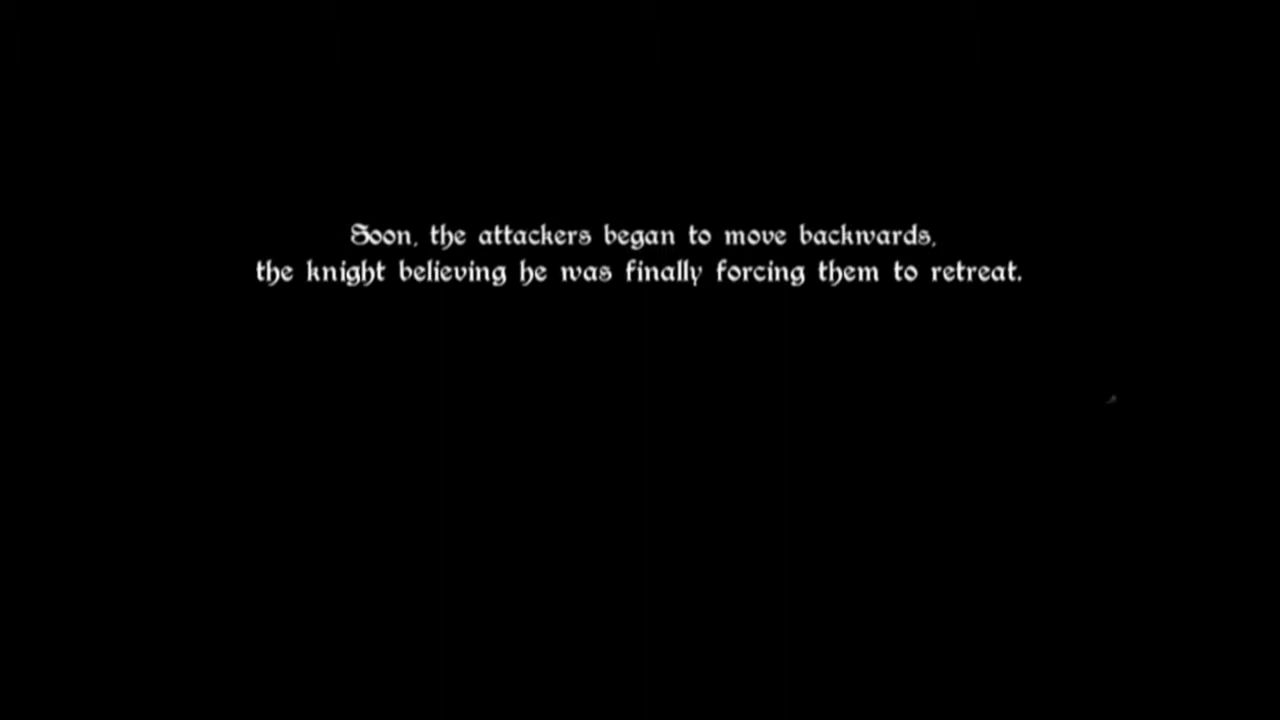 Soon, the attackers began to move backwards,
the knight believing he was finally forcing them to retreat.